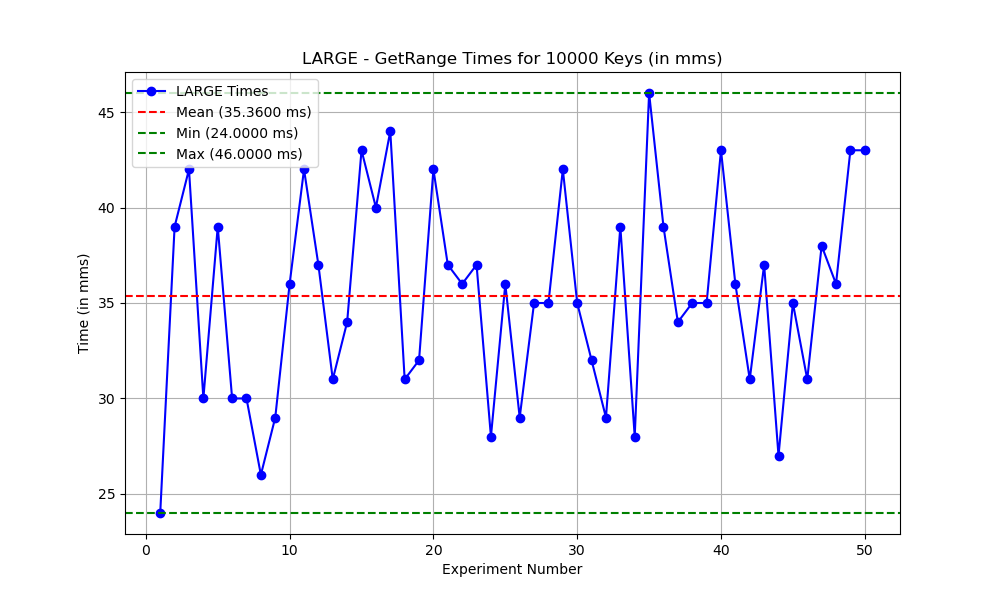 LARGE - GetRange Times for 10000 Keys (in mms)
LARGE Times
Mean (35.3600 ms)
Min (24.0000 ms)
Max (46.0000 ms)
45
40
35
30
25
Time (in mms)
0 10 20 30 40 50
Experiment Number